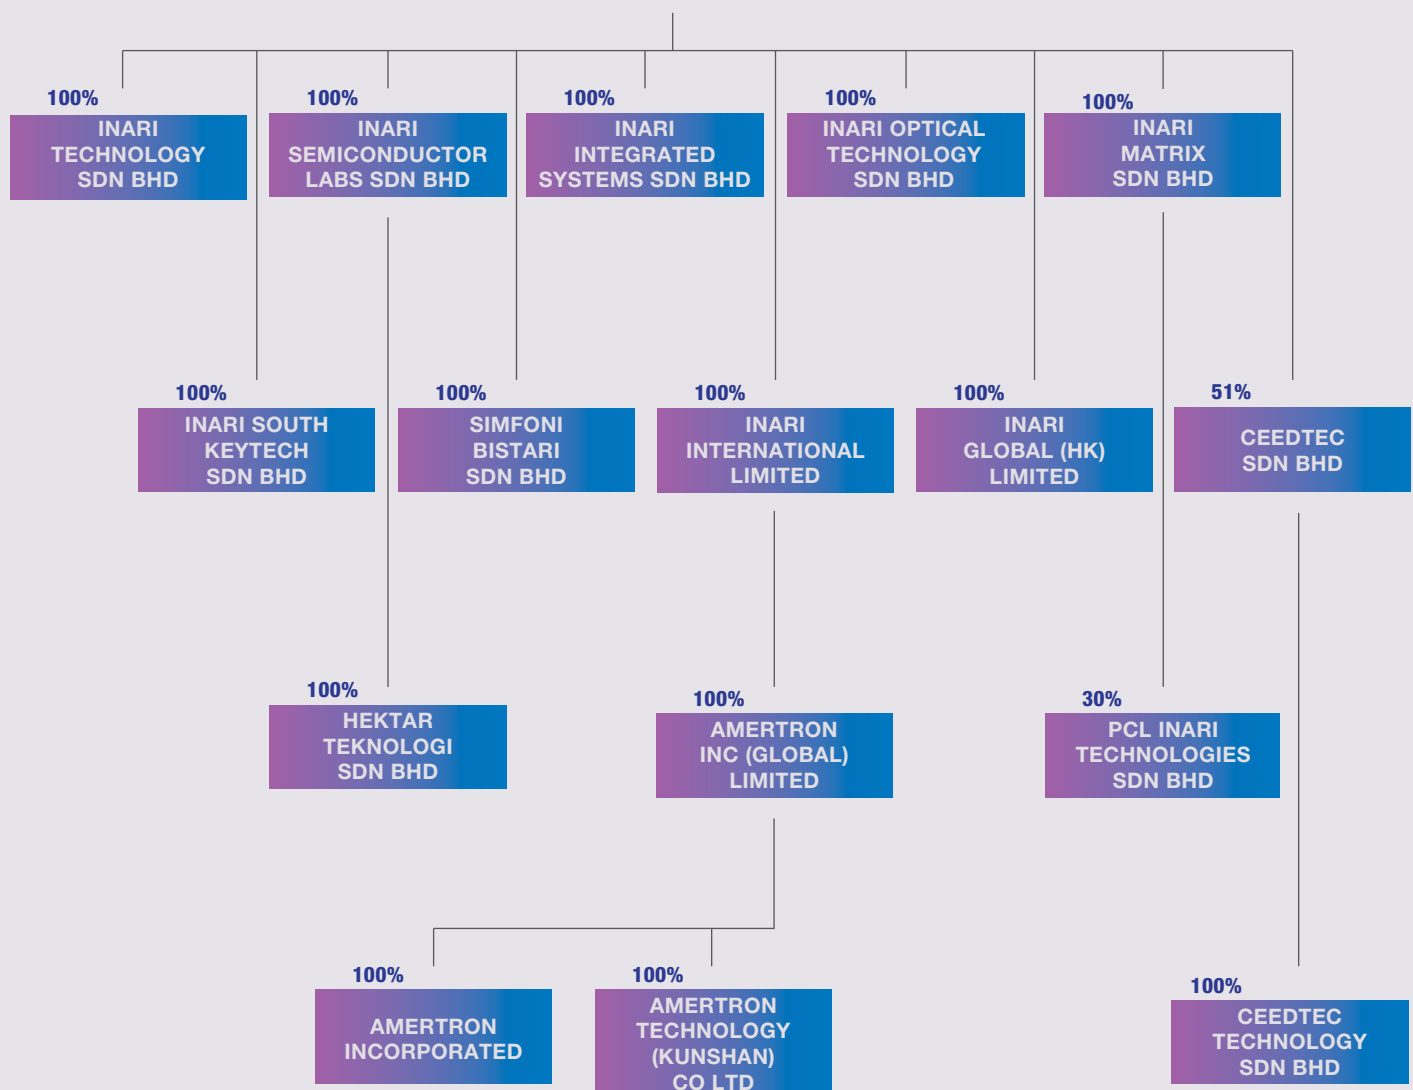 100%
INARI
TECHNOLOGY
SDN BHD
100%
INARI
SEMICONDUCTOR
LABS SDN BHD
100%
INARI
INTEGRATED
SYSTEMS SDN BHD
100%
INARI OPTICAL
TECHNOLOGY
SDN BHD
100%
INARI
MATRIX
SDN BHD
100%
INARI SOUTH
KEYTECH
SDN BHD
100%
SIMFONI
BISTARI
SDN BHD
100%
INARI
INTERNATIONAL
LIMITED
100%
INARI
GLOBAL (HK)
LIMITED
51%
CEEDTEC
SDN BHD
100%
HEKTAR
TEKNOLOGI
SDN BHD
100%
AMERTRON
INC (GLOBAL)
LIMITED
30%
PCL INARI
TECHNOLOGIES
SDN BHD
100%
AMERTRON
INCORPORATED
100%
AMERTRON
TECHNOLOGY
(KUNSHAN)
CO LTD
100%
CEEDTEC
TECHNOLOGY
SDN BHD